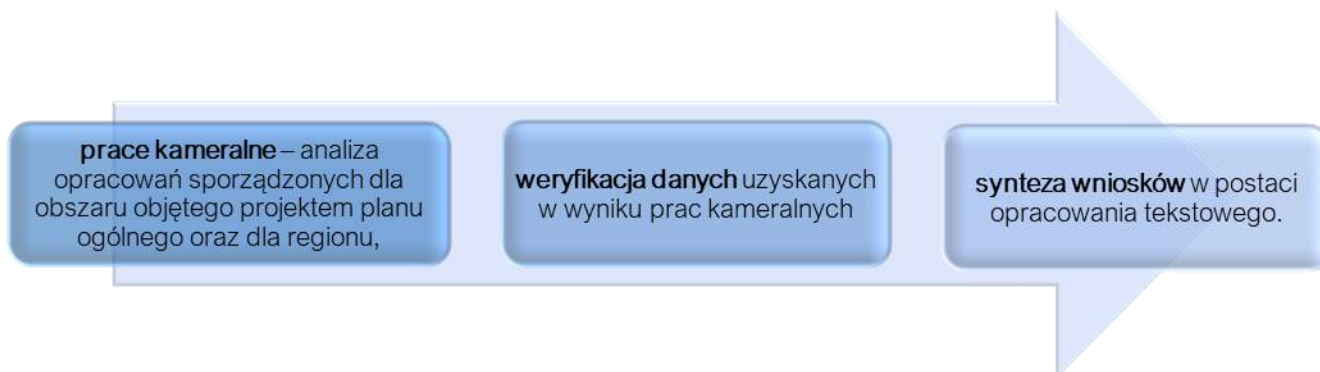 prace kameralne – analiza
opracowań sporządzonych dla
obszaru objętego projektem planu
ogólnego oraz dla regionu,
weryfikacja danych uzyskanych
w wyniku prac kameralnych
synteza wniosków w postaci
opracowania tekstowego.